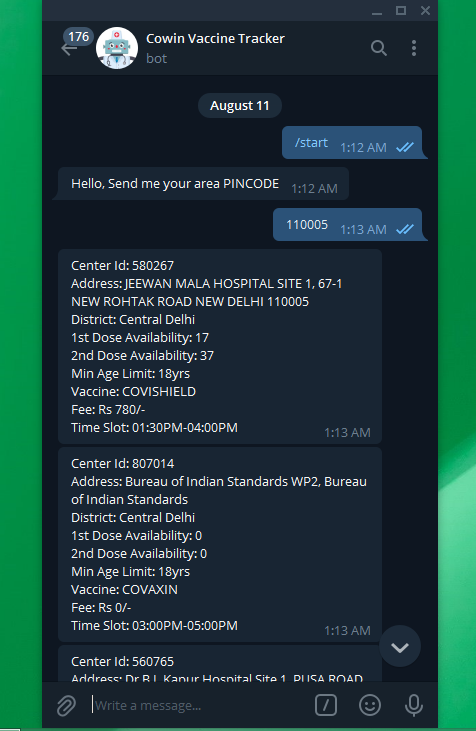 176
Cowin Vaccine Tracker
bot
August 11
/start 1:12 AM
Hello, Send me your area PINCODE 1:12 AM
110005 1:13 AM
Center Id: 580267
Address: JEEWAN MALA HOSPITAL SITE 1, 67-1
NEW ROHTAK ROAD NEW DELHI 110005
District: Central Delhi
1st Dose Availability: 17
2nd Dose Availability: 37
Min Age Limit: 18yrs
Vaccine: COVISHIELD
Fee: Rs 780/-
Time Slot: 01:30PM-04:00PM
1:13 AM
Center Id: 807014
Address: Bureau of Indian Standards WP2, Bureau
of Indian Standards
District: Central Delhi
1st Dose Availability: 0
2nd Dose Availability: 0
Min Age Limit: 18yrs
Vaccine: COVAXIN
Fee: Rs 0/-
Time Slot: 03:00PM-05:00PM
1:13 AM
Center Id: 560765
Address: Dr B L Kapur Hospital Site 1, PUSA ROAD
Write a message...